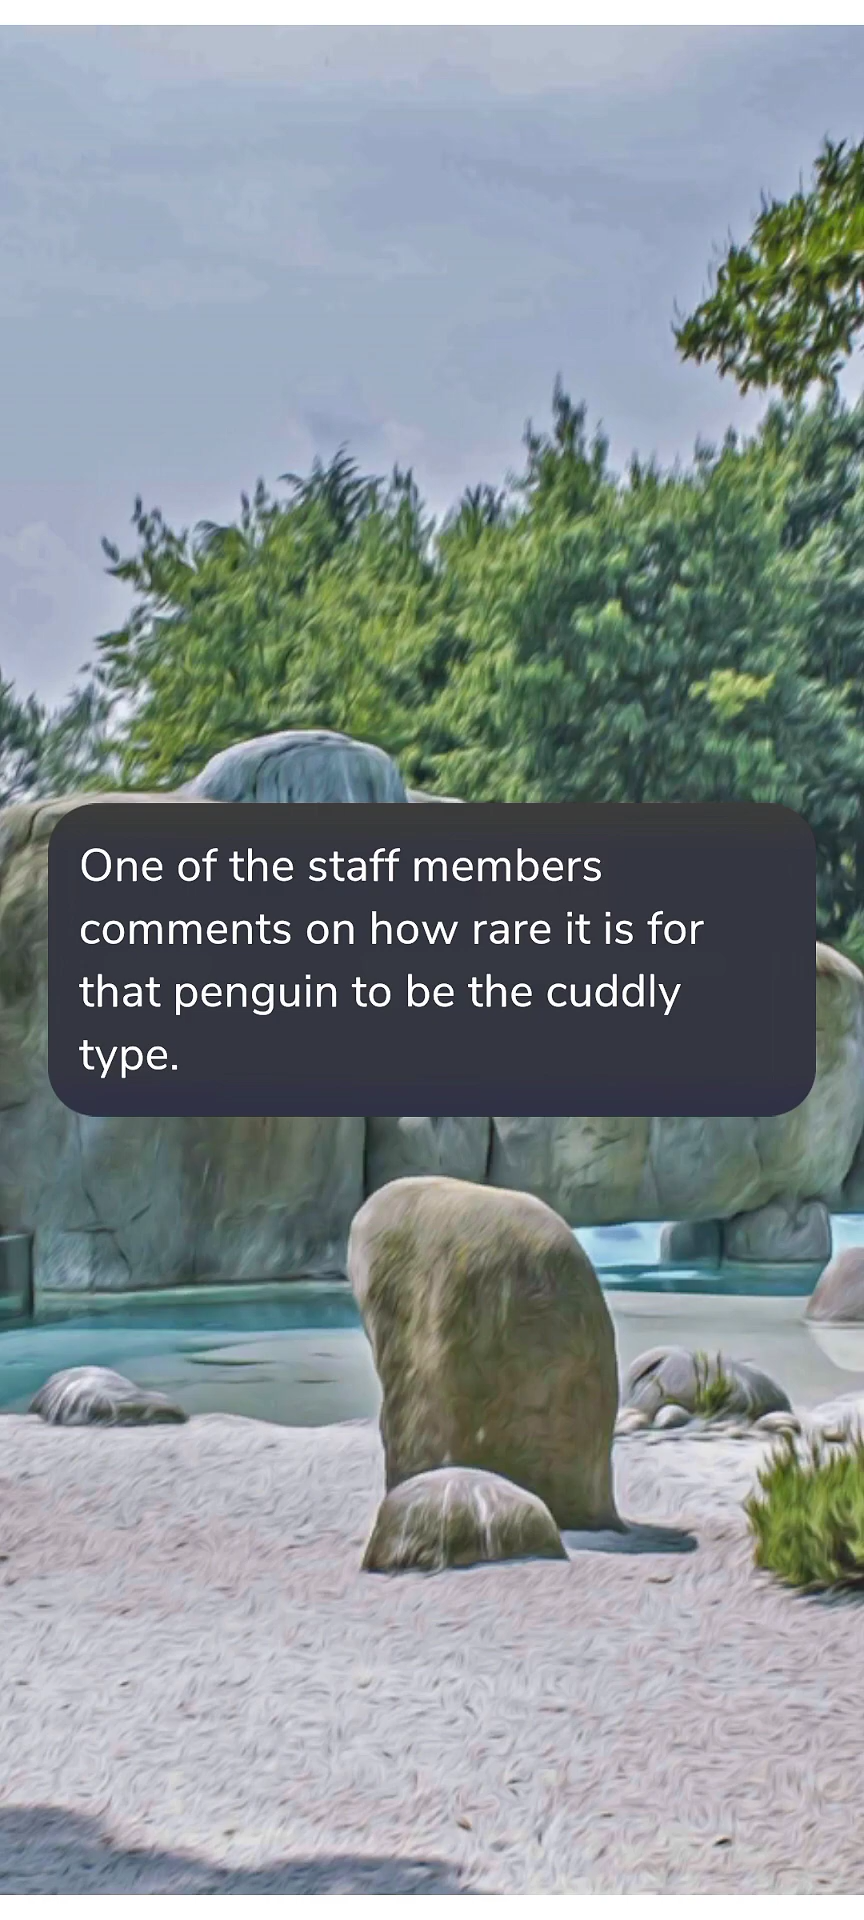 One of the staff members
comments on how rare it is for
that penguin to be the cuddly
type.